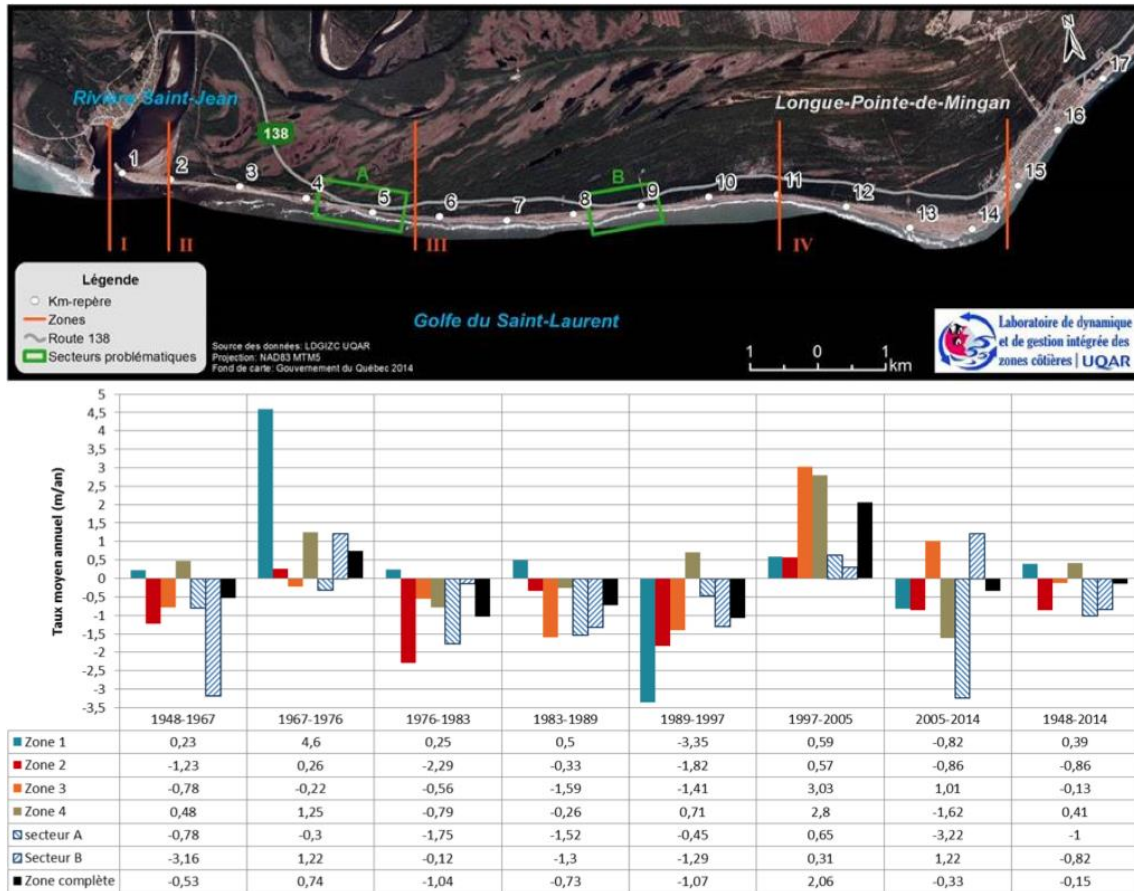 17
N
16
Rivière Saint-Jean
Longue-Pointe-de-Mingan
138
1
2
3
4
A
5
6
7
8
B
9
10
11
12
13
14
15
I
II
III
IV
Légende
Km-repère
Zones
Route 138
Secteurs problématiques
Golfe du Saint-Laurent
Source des données: LDGIZC UQAR
Projection: NAD83 MTM5
Fond de carte: Gouvernement du Québec 2014
1 0 1
km
Laboratoire de dynamique
et de gestion intégrée des
zones côtières | UQAR
Taux moyen annuel (m/an)
5
4,5
4
3,5
3
2,5
2
1,5
1
0,5
0
-0,5
-1
-1,5
-2
-2,5
-3
-3,5
1948-1967 1967-1976 1976-1983 1983-1989 1989-1997 1997-2005 2005-2014 1948-2014
Zone 1 0,23 4,6 0,25 0,5 -3,35 0,59 -0,82 0,39
Zone 2 -1,23 0,26 -2,29 -0,33 -1,82 0,57 -0,86 -0,86
Zone 3 -0,78 -0,22 -0,56 -1,59 -1,41 3,03 1,01 -0,13
Zone 4 0,48 1,25 -0,79 -0,26 0,71 2,8 -1,62 0,41
secteur A -0,78 -0,3 -1,75 -1,52 -0,45 0,65 -3,22 -1
Secteur B -3,16 1,22 -0,12 -1,3 -1,29 0,31 1,22 -0,82
Zone complète -0,53 0,74 -1,04 -0,73 -1,07 2,06 -0,33 -0,15